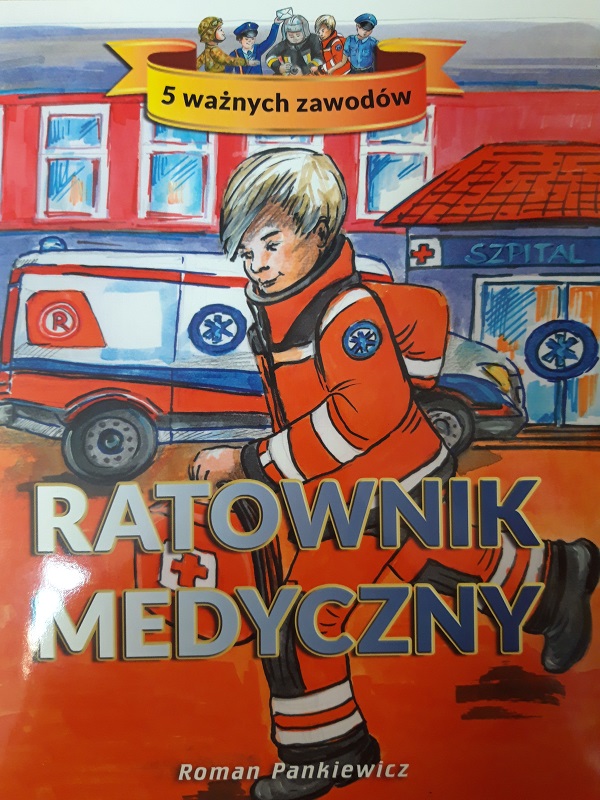 5 ważnych zawodów
SZPITAL
R
RATOWNIK
MEDYCZNY
Roman Pankiewicz